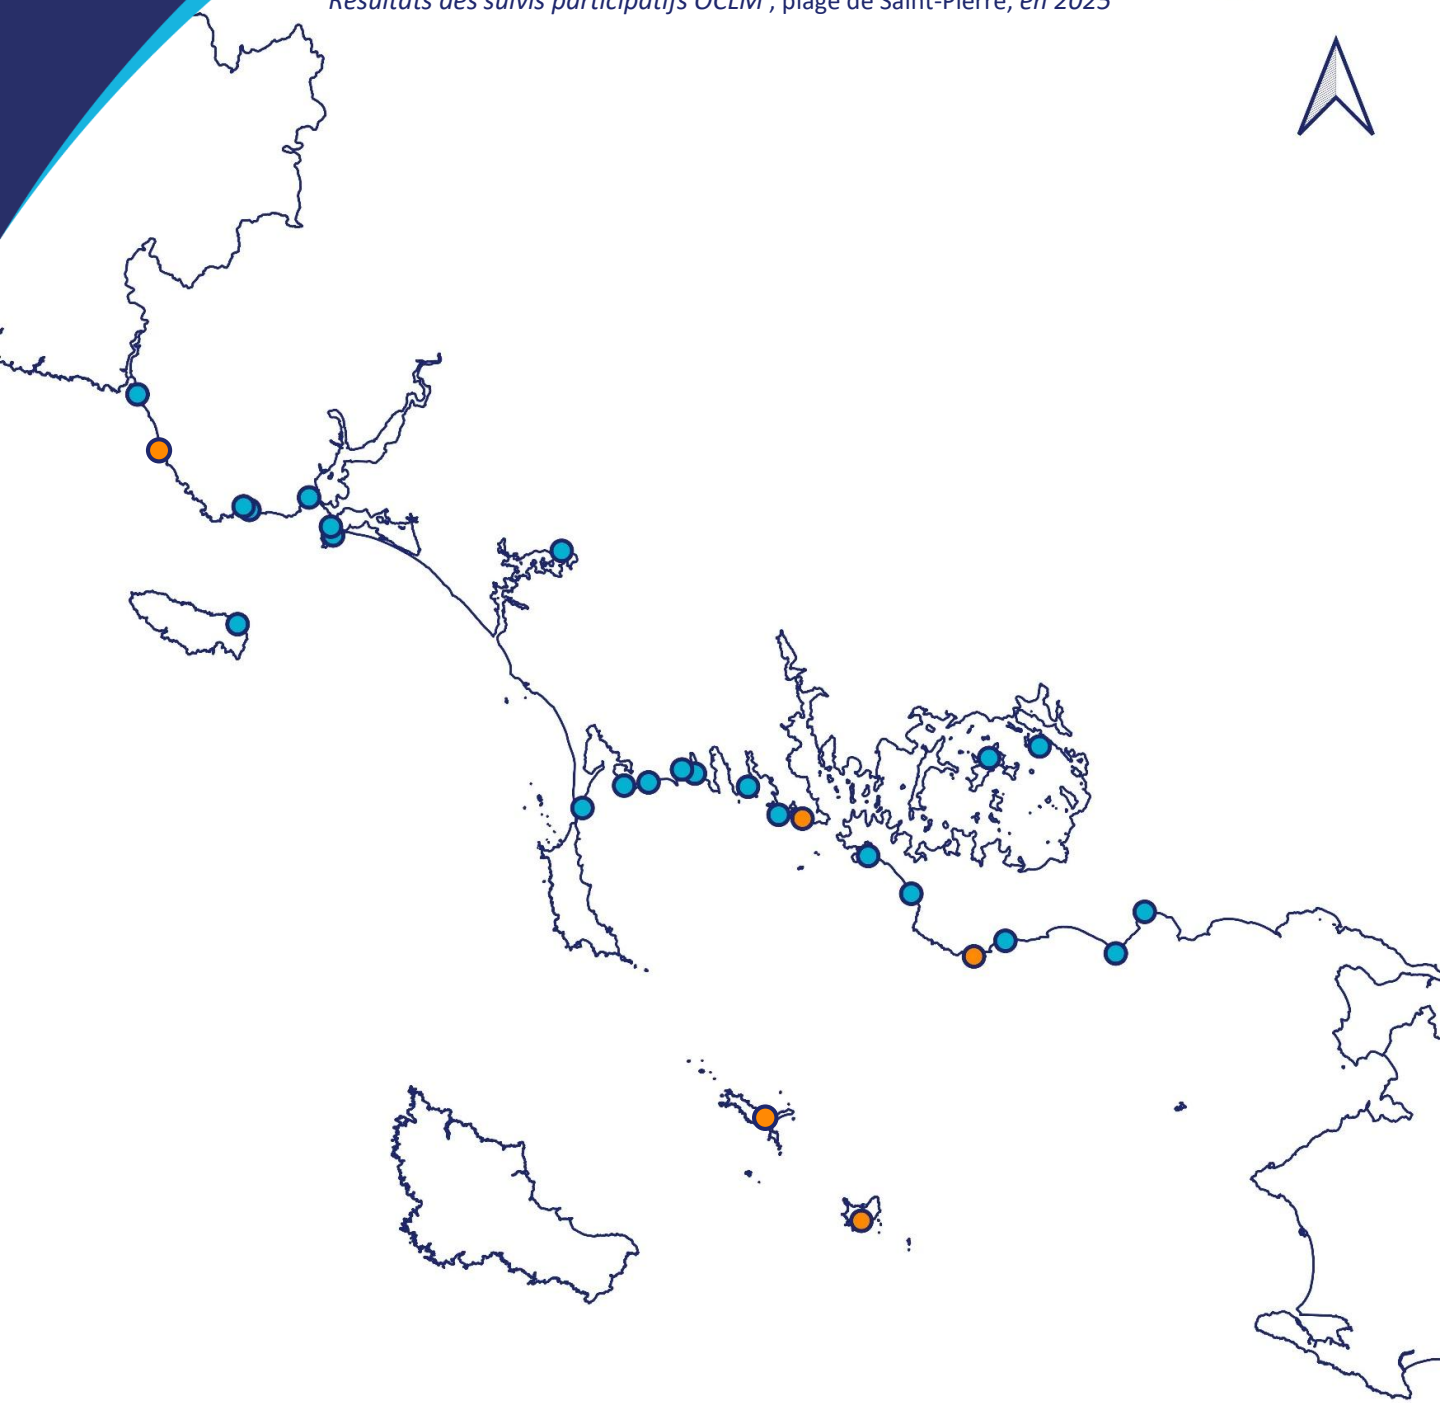 Résultats des suivis participatifs OCLM , plage de Saint-Pierre, en 2025